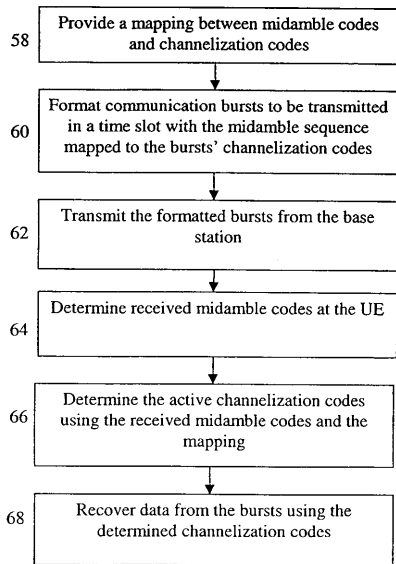 58
Provide a mapping between midamble codes
and channelization codes
60
Format communication bursts to be transmitted
in a time slot with the midamble sequence
mapped to the bursts' channelization codes
62
Transmit the formatted bursts from the base
station
64
Determine received midamble codes at the UE
66
Determine the active channelization codes
using the received midamble codes and the
mapping
68
Recover data from the bursts using the
determined channelization codes